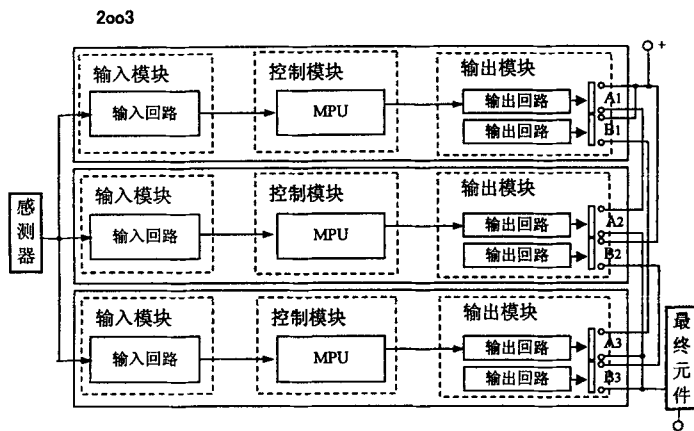 2oo3
输入模块
控制模块
输出模块
+
输入回路
MPU
输出回路
A1
输出回路
B1
输入模块
控制模块
输出模块
感测器
输入回路
MPU
输出回路
A2
输出回路
B2
输入模块
控制模块
输出模块
最终元件
输入回路
MPU
输出回路
A3
输出回路
B3